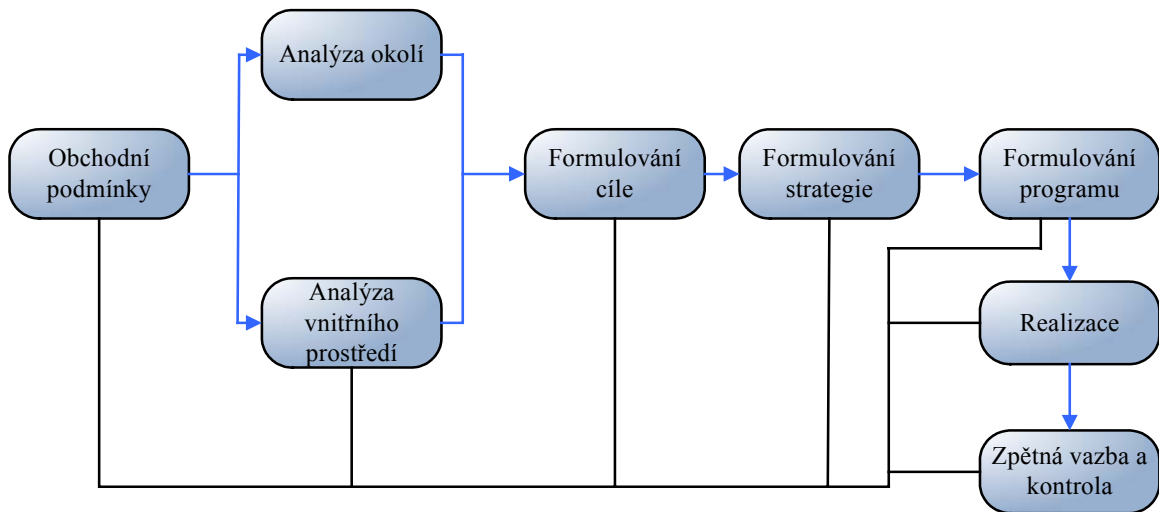 Analýza okolí
Obchodní
podmínky
Formulování
cíle
Formulování
strategie
Formulování
programu
Analýza
vnitřního
prostředí
Realizace
Zpětná vazba a
kontrola